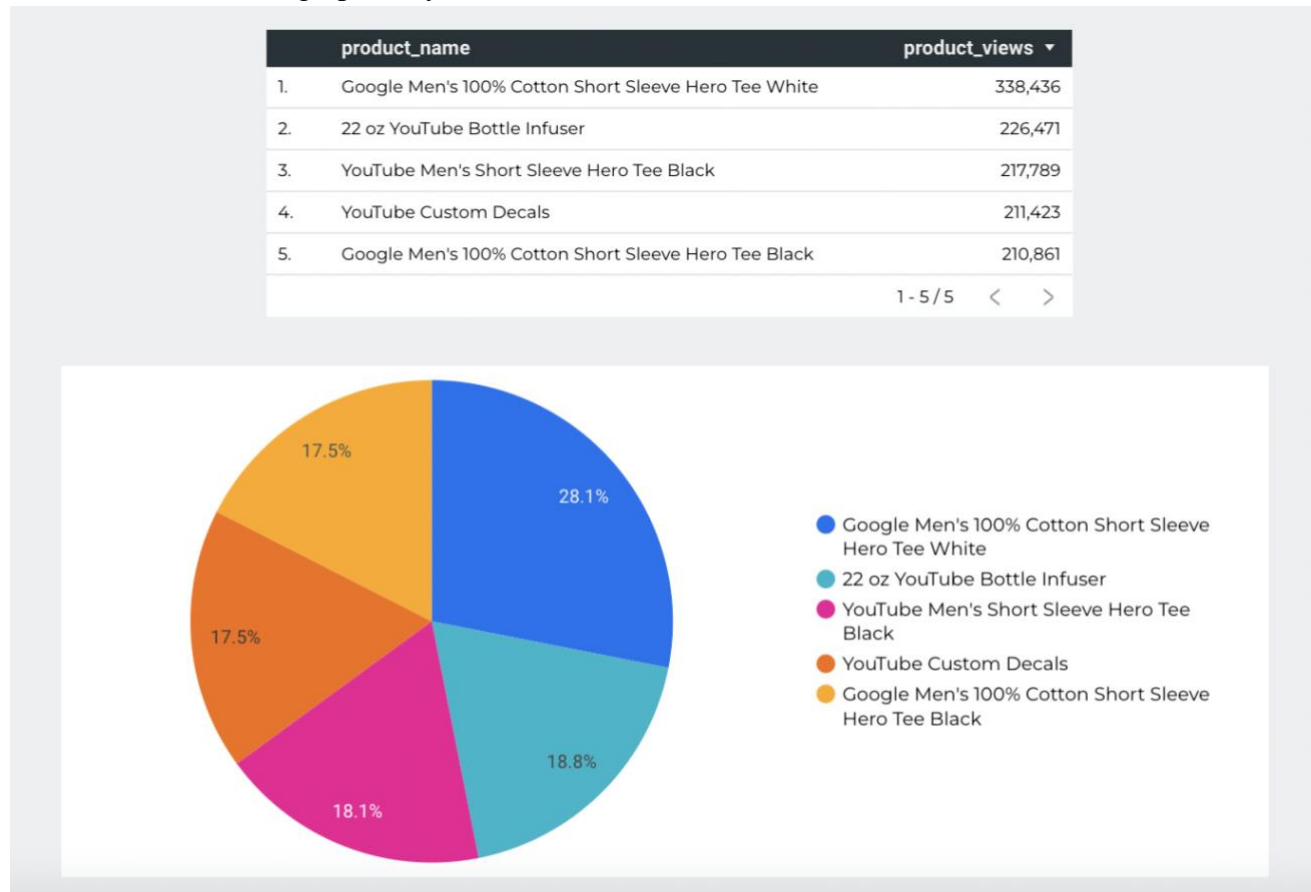 product_name product_views
1. Google Men's 100% Cotton Short Sleeve Hero Tee White 338,436
2. 22 oz YouTube Bottle Infuser 226,471
3. YouTube Men's Short Sleeve Hero Tee Black 217,789
4. YouTube Custom Decals 211,423
5. Google Men's 100% Cotton Short Sleeve Hero Tee Black 210,861
1 - 5 / 5 < >
17.5%
28.1%
17.5%
18.8%
18.1%
Google Men's 100% Cotton Short Sleeve
Hero Tee White
22 oz YouTube Bottle Infuser
YouTube Men's Short Sleeve Hero Tee
Black
YouTube Custom Decals
Google Men's 100% Cotton Short Sleeve
Hero Tee Black